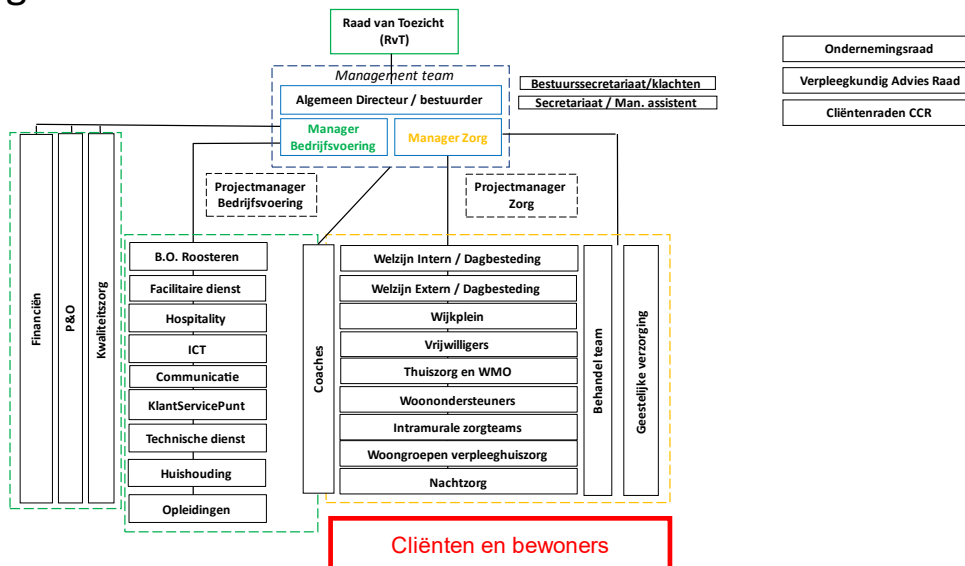 g
Raad van Toezicht
(RvT)
Management team
Algemeen Directeur / bestuurder
Manager
Bedrijfsvoering
Manager Zorg
Bestuurssecretariaat/klachten
Secretariaat / Man. assistent
Ondernemingsraad
Verpleegkundig Advies Raad
Cliëntenraden CCR
Projectmanager
Bedrijfsvoering
Projectmanager
Zorg
Financiën
P&O
Kwaliteitszorg
B.O. Roosteren
Facilitaire dienst
Hospitality
ICT
Communicatie
KlantServicePunt
Technische dienst
Huishouding
Opleidingen
Coaches
Welzijn Intern / Dagbesteding
Welzijn Extern / Dagbesteding
Wijkplein
Vrijwilligers
Thuiszorg en WMO
Woonondersteuners
Intramurale zorgteams
Woongroepen verpleeghuiszorg
Nachtzorg
Behandel team
Geestelijke verzorging
Cliënten en bewoners